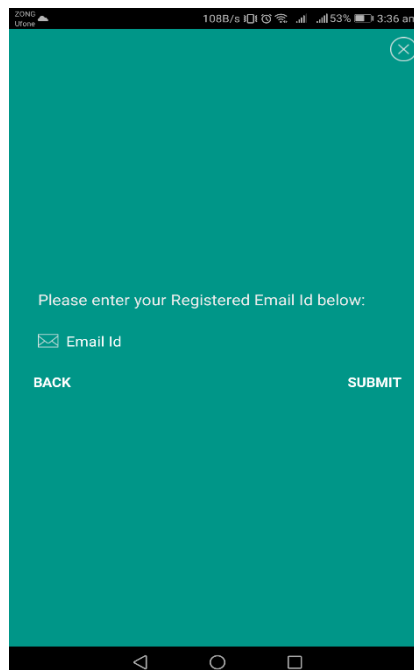 ZONG
Ufone
108B/s 53% 3:36 am
Please enter your Registered Email Id below:
Email Id
BACK SUBMIT